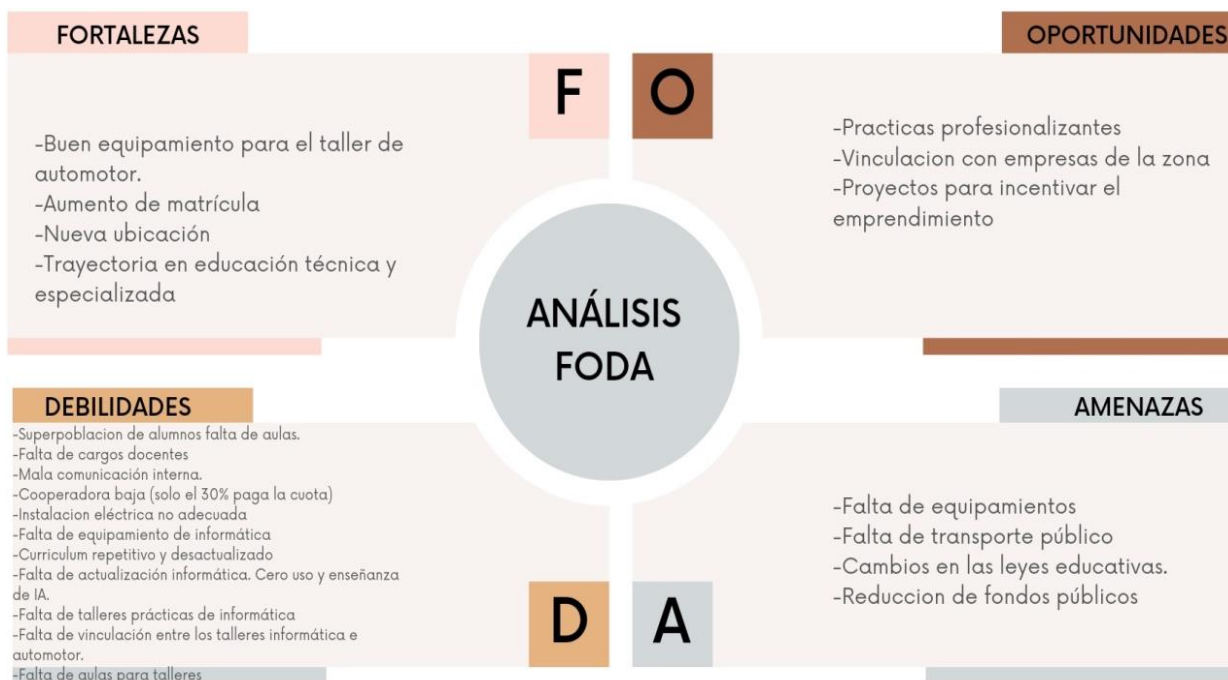 FORTALEZAS
F
-Buen equipamiento para el taller de
automotor.
-Aumento de matrícula
-Nueva ubicación
-Trayectoria en educación técnica y
especializada
OPORTUNIDADES
O
-Practicas profesionalizantes
-Vinculacion con empresas de la zona
-Proyectos para incentivar el
emprendimiento
ANÁLISIS
FODA
DEBILIDADES
-Superpoblacion de alumnos falta de aulas.
-Falta de cargos docentes
-Mala comunicación interna.
-Cooperadora baja (solo el 30% paga la cuota)
-Instalacion eléctrica no adecuada
-Falta de equipamiento de informática
-Curriculum repetitivo y desactualizado
-Falta de actualización informática. Cero uso y enseñanza
de IA.
-Falta de talleres prácticas de informática
-Falta de vinculación entre los talleres informática e
automotor.
-Falta de aulas para talleres
D
AMENAZAS
-Falta de equipamientos
-Falta de transporte público
-Cambios en las leyes educativas.
-Reduccion de fondos públicos
A